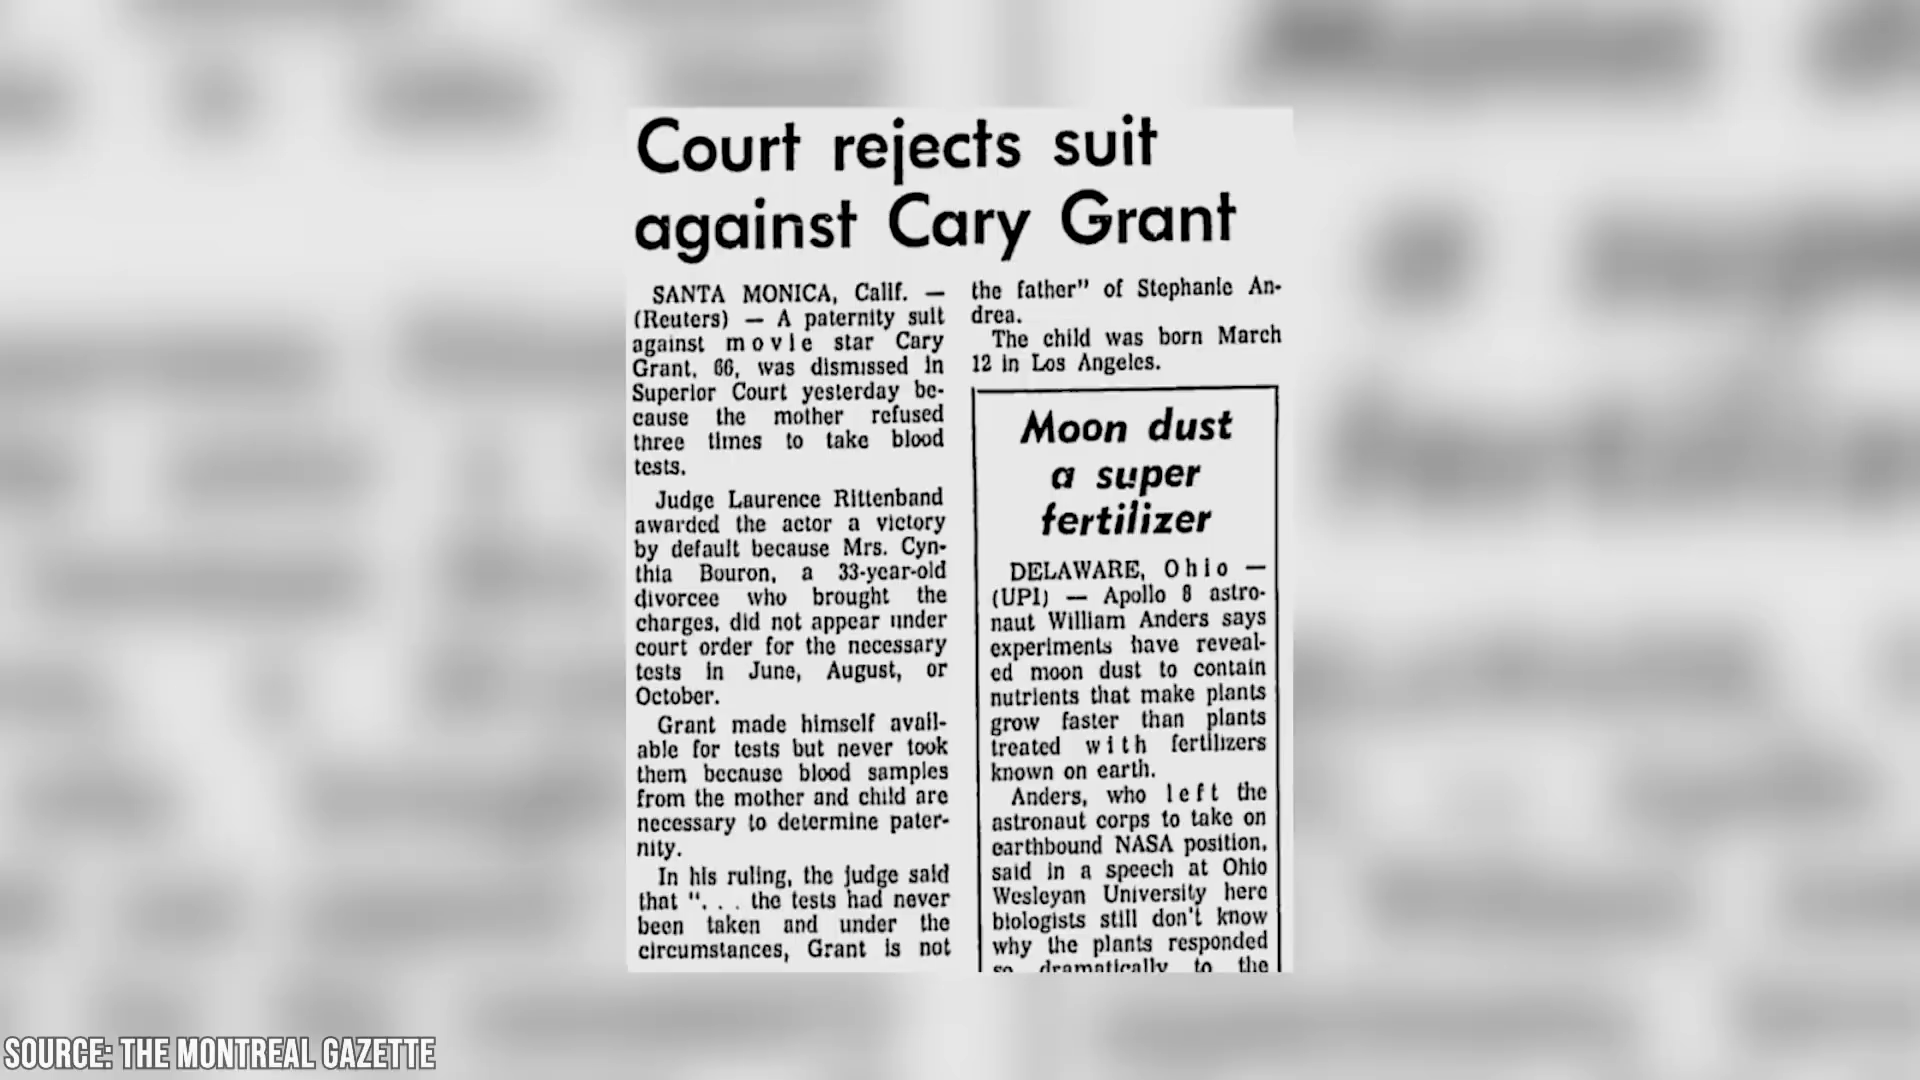 Court rejects suit
against Cary Grant
SANTA MONICA, Calif. —
(Reuters) — A paternity suit
against movie star Cary
Grant, 66, was dismissed in
Superior Court yesterday be-
cause the mother refused
three times to take blood
tests.
Judge Laurence Rittenband
awarded the actor a victory
by default because Mrs. Cyn-
thia Bouron, a 33-year-old
divorcee who brought the
charges, did not appear under
court order for the necessary
tests in June, August, or
October.
Grant made himself avail-
able for tests but never took
them because blood samples
from the mother and child are
necessary to determine pater-
nity.
In his ruling, the judge said
that ". . . the tests had never
been taken and under the
circumstances, Grant is not
the father" of Stephanie An-
drea.
The child was born March
12 in Los Angeles.
Moon dust
a super
fertilizer
DELAWARE, Ohio —
(UPI) — Apollo 8 astro-
naut William Anders says
experiments have reveal-
ed moon dust to contain
nutrients that make plants
grow faster than plants
treated with fertilizers
known on earth.
Anders, who left the
astronaut corps to take on
earthbound NASA position,
said in a speech at Ohio
Wesleyan University here
biologists still don't know
why the plants responded
so dramatically to the
SOURCE: THE MONTREAL GAZETTE